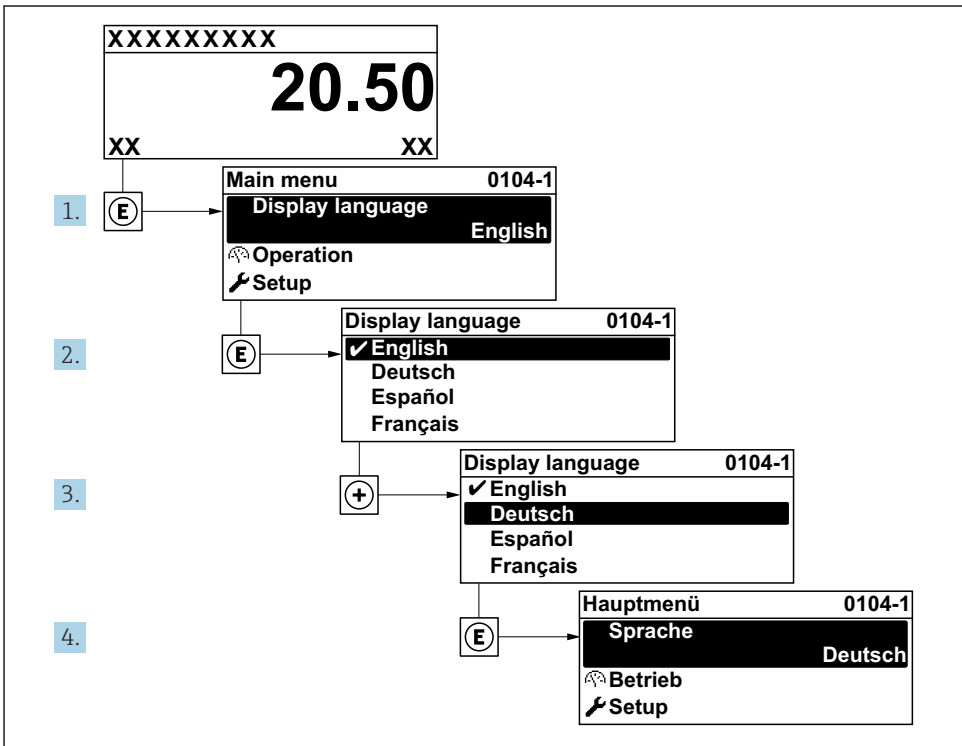 XXXXXXXXX
20.50
XX XX
1. E
Main menu 0104-1
Display language
English
Operation
Setup
2. E
Display language 0104-1
✔ English
Deutsch
Español
Français
3. +
Display language 0104-1
✔ English
Deutsch
Español
Français
4. E
Hauptmenü 0104-1
Sprache
Deutsch
Betrieb
Setup